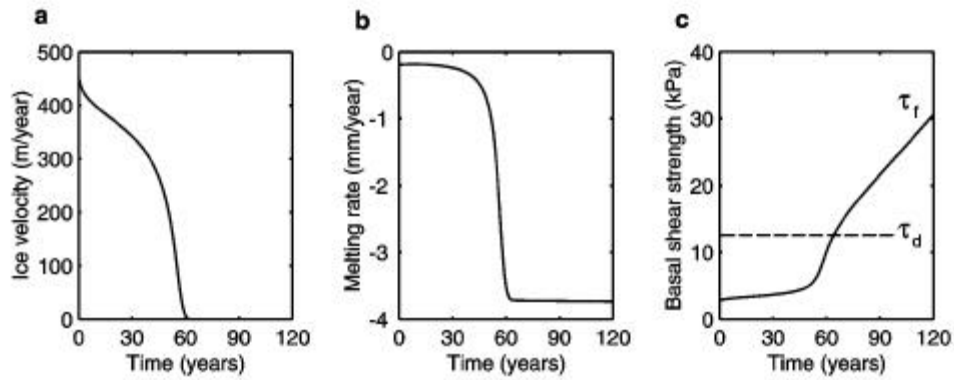 a
Ice velocity (m/year)
500
400
300
200
100
0
0 30 60 90 120
Time (years)
b
Melting rate (mm/year)
0
-1
-2
-3
-4
0 30 60 90 120
Time (years)
c
Basal shear strength (kPa)
40
30
20
10
0
τf
τd
0 30 60 90 120
Time (years)